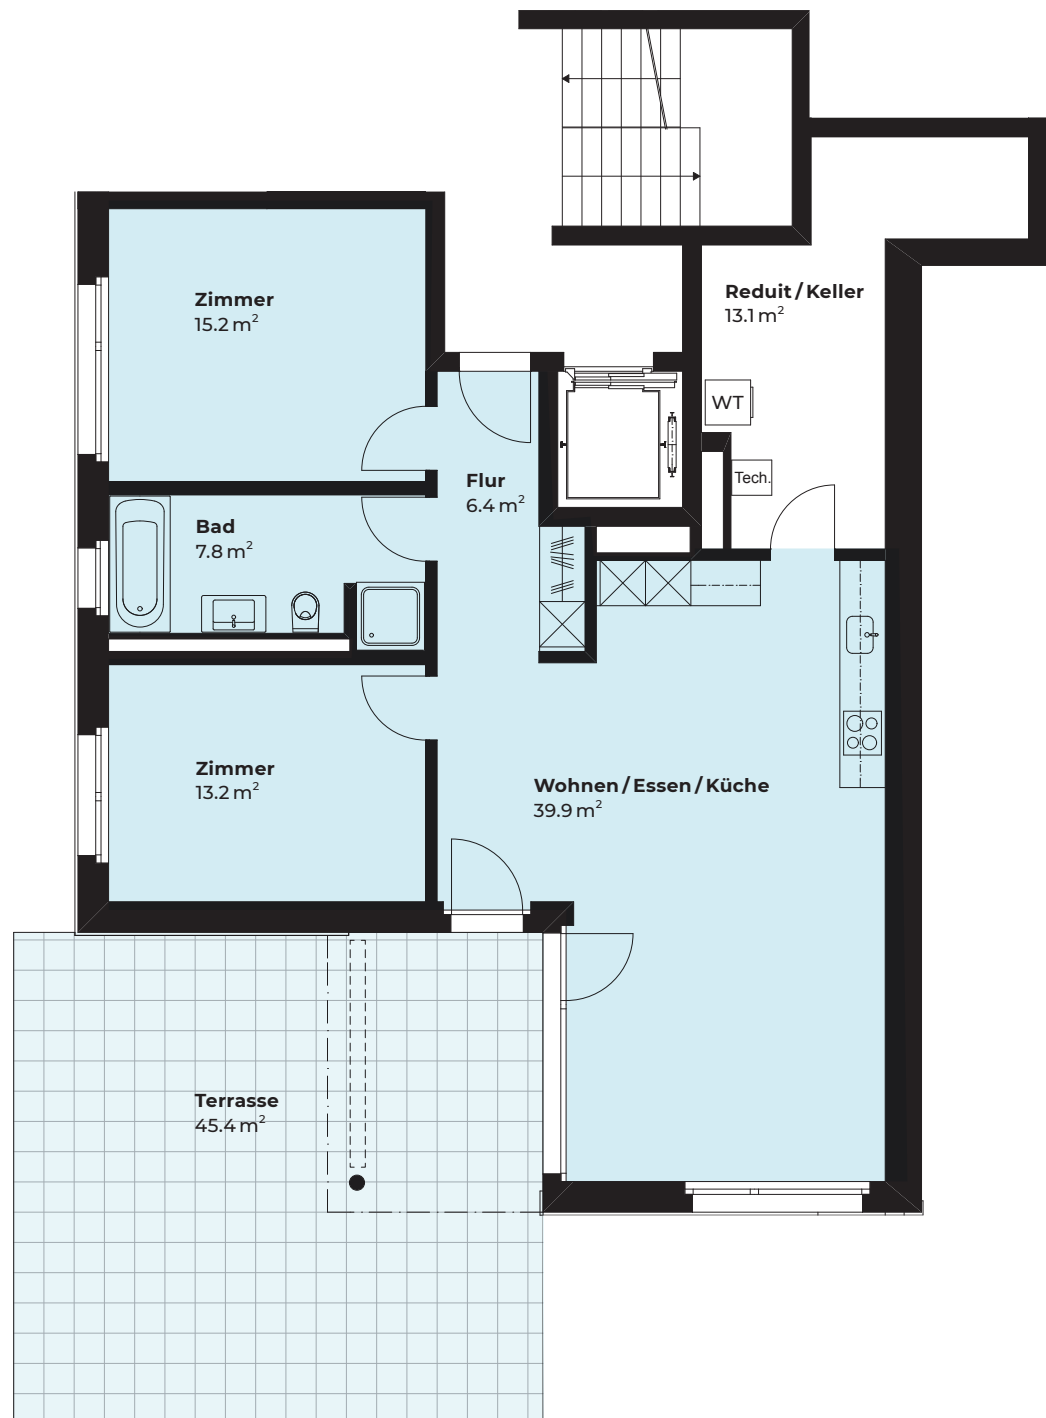 Reduit / Keller
13.1 m²
Zimmer
15.2 m²
WT
Tech.
Flur
6.4 m²
Bad
7.8 m²
Zimmer
13.2 m²
Wohnen / Essen / Küche
39.9 m²
Terrasse
45.4 m²